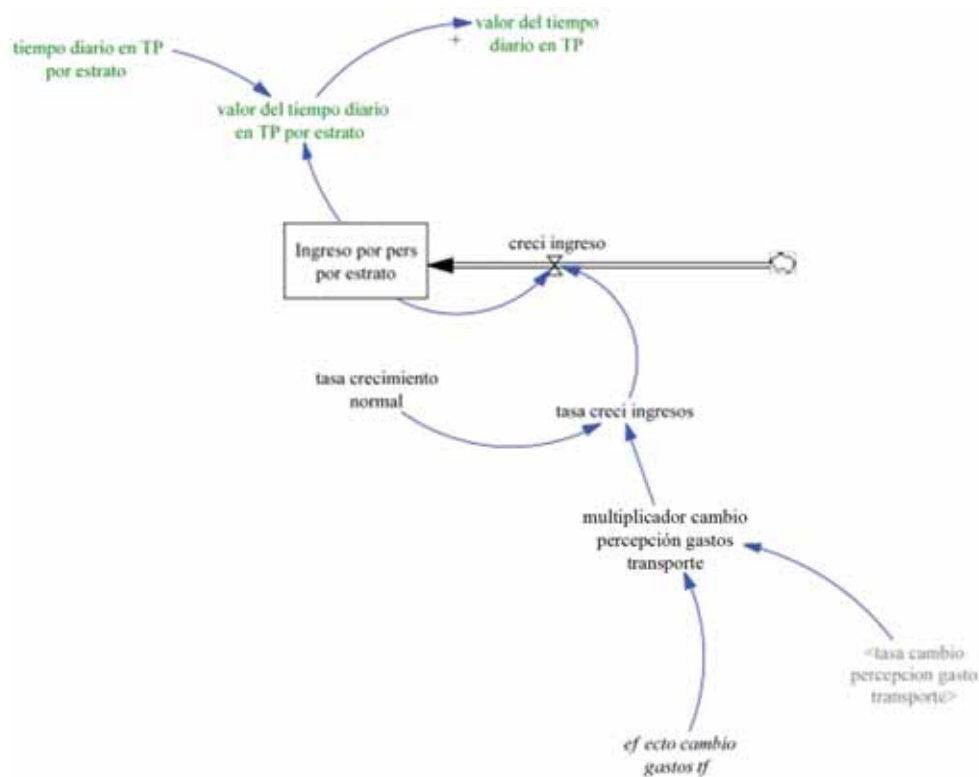 tiempo diario en TP
por estrato
valor del tiempo
diario en TP
+
valor del tiempo diario
en TP por estrato
Ingreso por pers
por estrato
creci ingreso
tasa crecimiento
normal
tasa creci ingresos
multiplicador cambio
percepción gastos
transporte
<tasa cambio
percepcion gasto
transporte>
ef ecto cambio
gastos tf